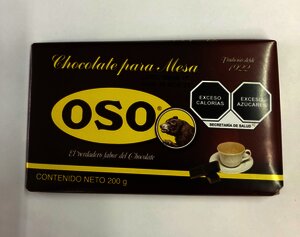 Chocolate para Mesa
Tradición desde
1922
EXCESO
CALORÍAS
EXCESO
AZÚCARES
SECRETARÍA DE SALUD
OSO
El verdadero sabor del Chocolate
CONTENIDO NETO 200 g